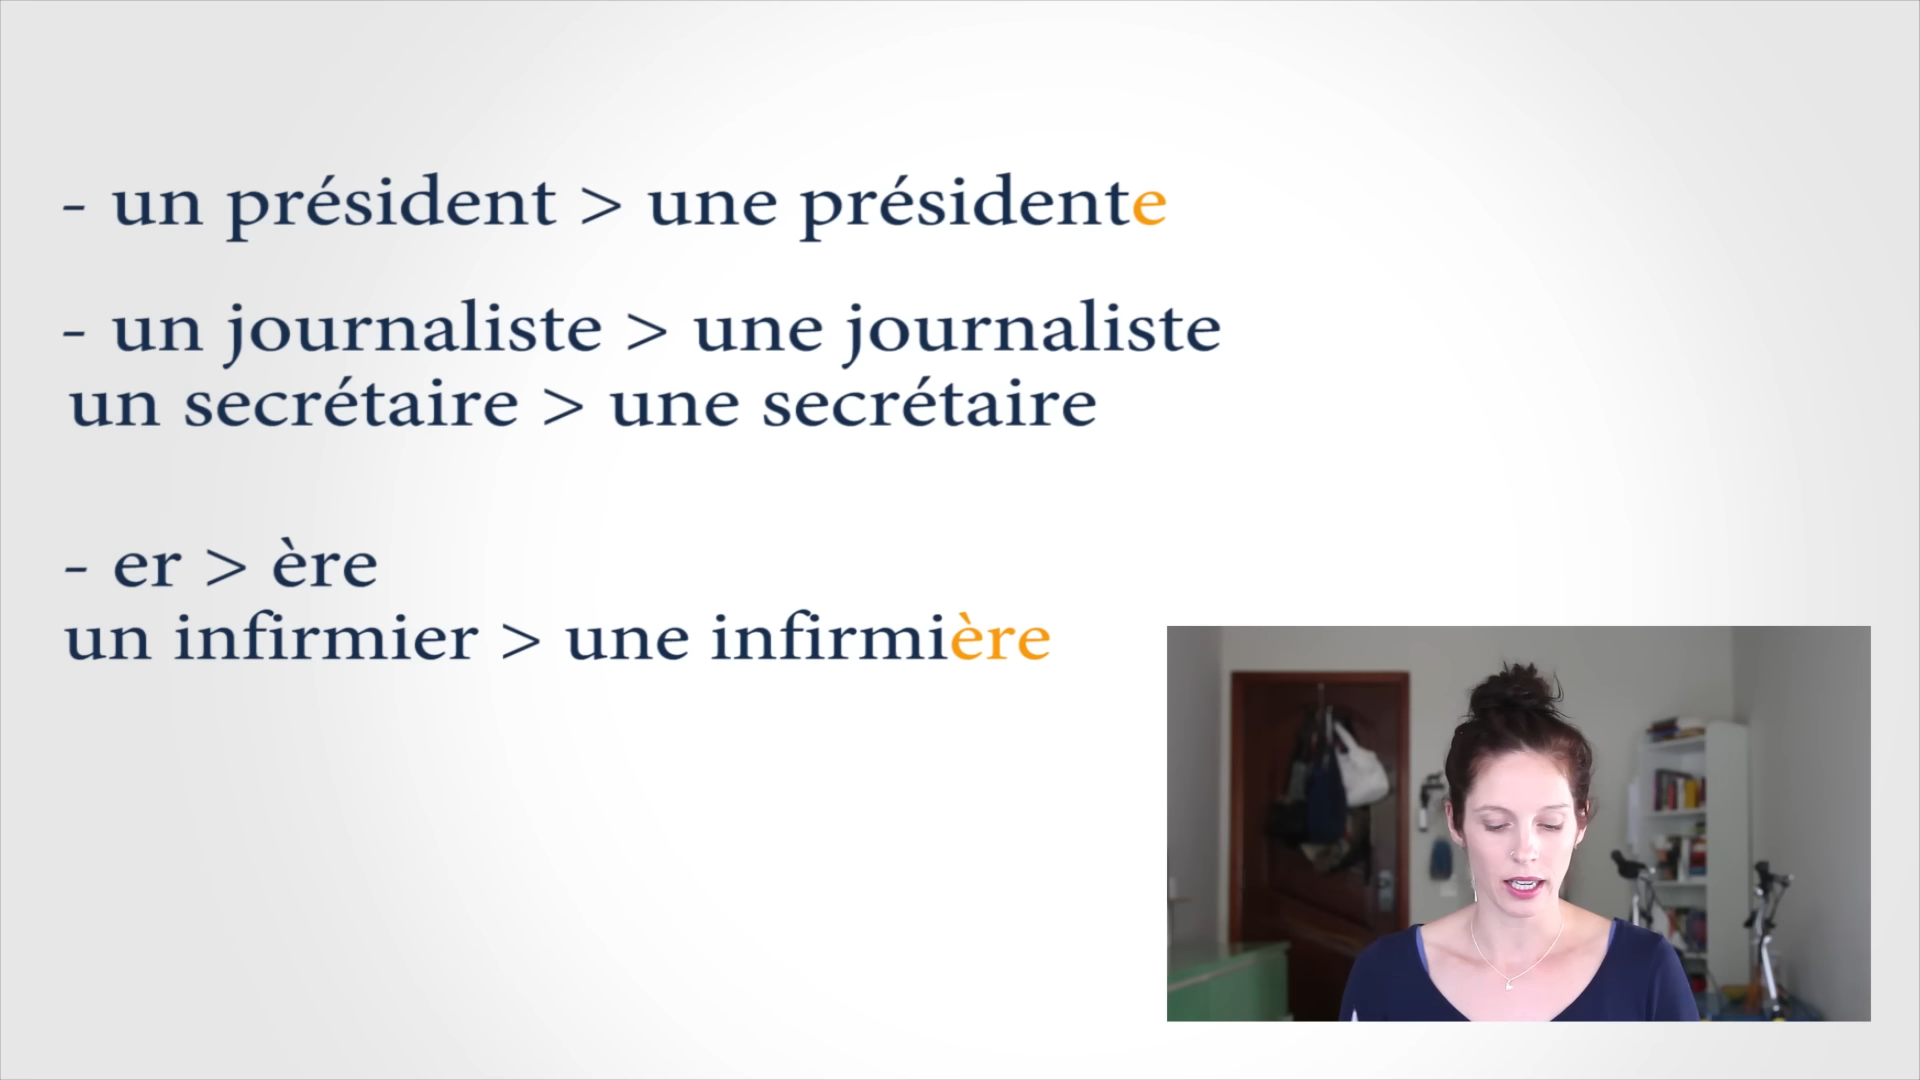 - un président > une présidente
- un journaliste > une journaliste
un secrétaire > une secrétaire
- er > ère
un infirmier > une infirmière